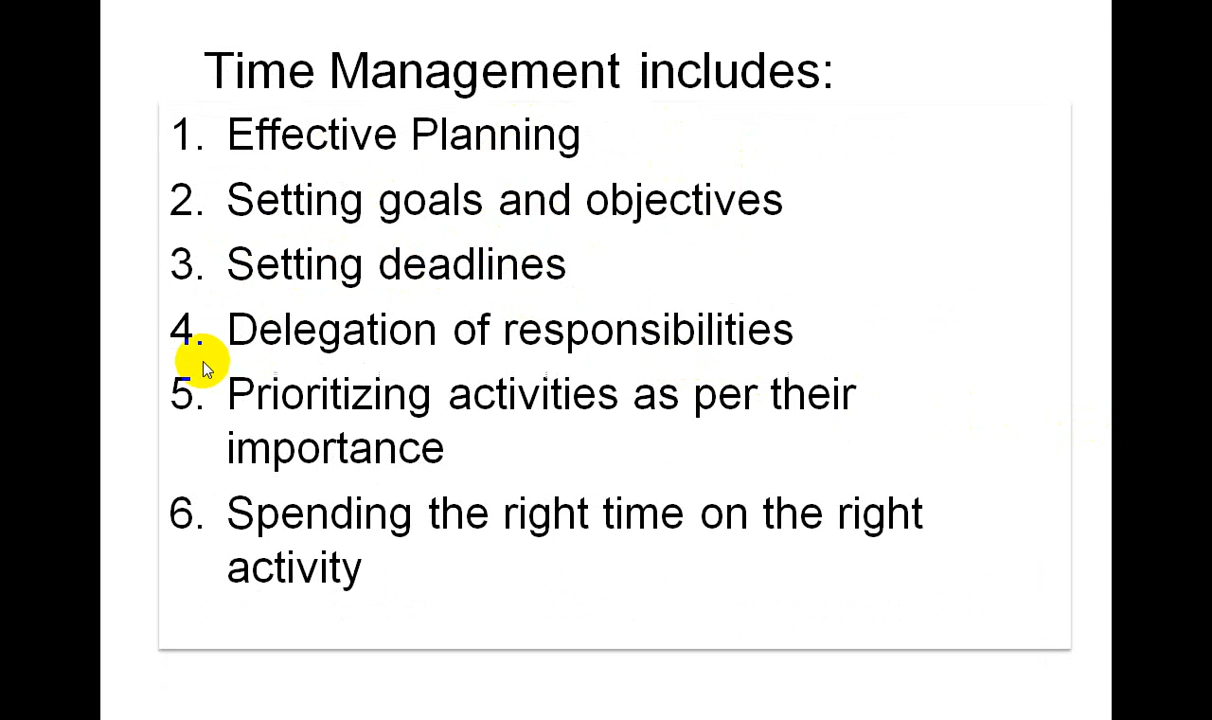 Time Management includes:
1. Effective Planning
2. Setting goals and objectives
3. Setting deadlines
4. Delegation of responsibilities
5. Prioritizing activities as per their
importance
6. Spending the right time on the right
activity